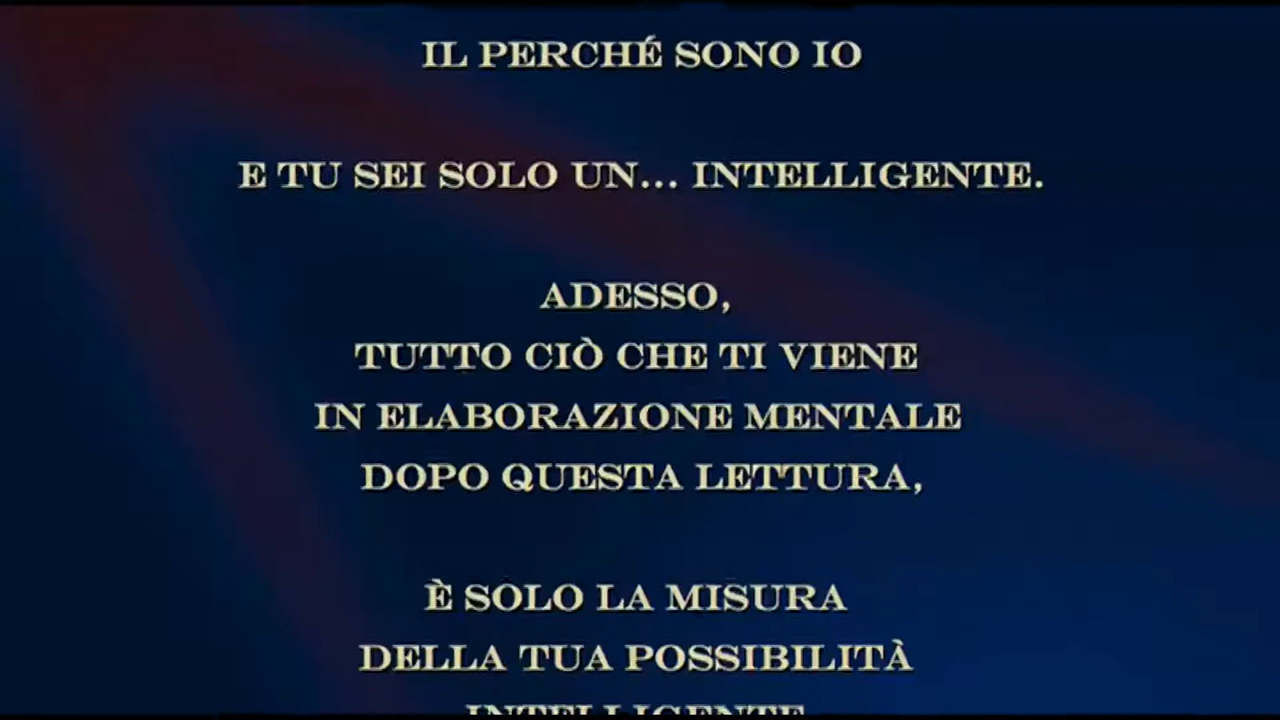 IL PERCHÉ SONO IO
E TU SEI SOLO UN... INTELLIGENTE.
ADESSO,
TUTTO CIÒ CHE TI VIENE
IN ELABORAZIONE MENTALE
DOPO QUESTA LETTURA,
È SOLO LA MISURA
DELLA TUA POSSIBILITÀ
INTELLIGENTE